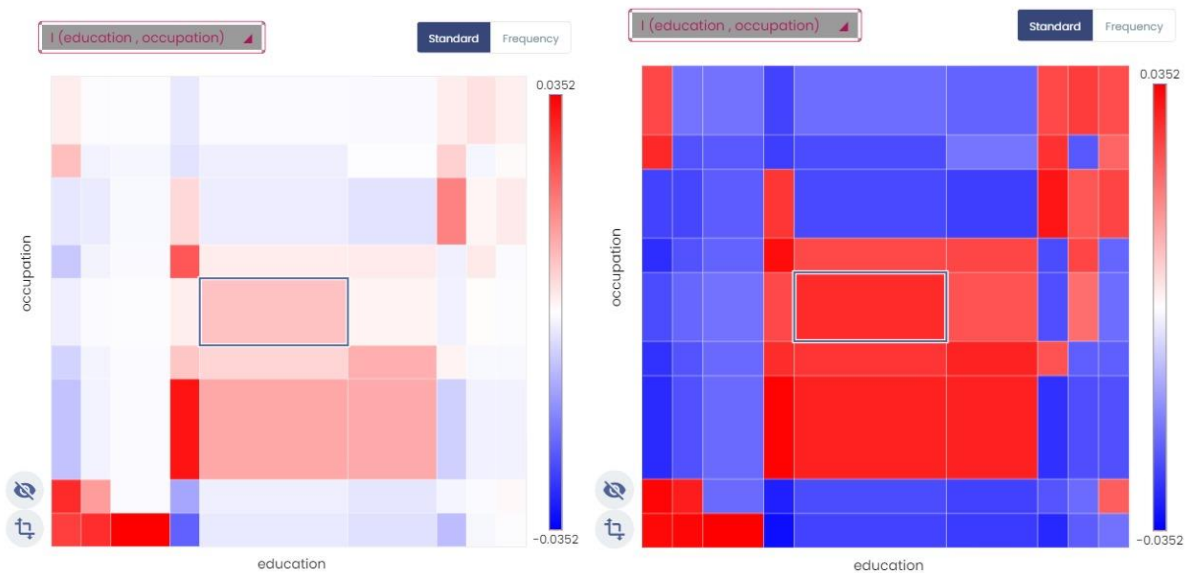 I (education , occupation)
Standard
Frequency
0.0352
occupation
-0.0352
education
I (education , occupation)
Standard
Frequency
0.0352
occupation
-0.0352
education